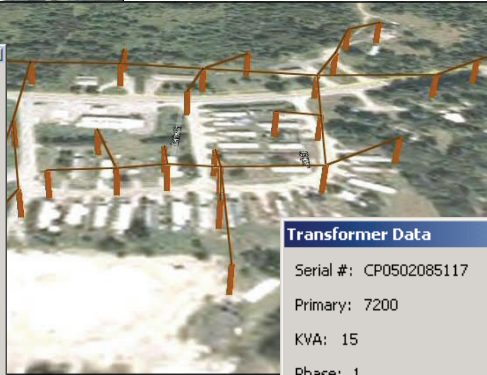 Transformer Data
Serial #: CP0502085117
Primary: 7200
KVA: 15
Phase: 1